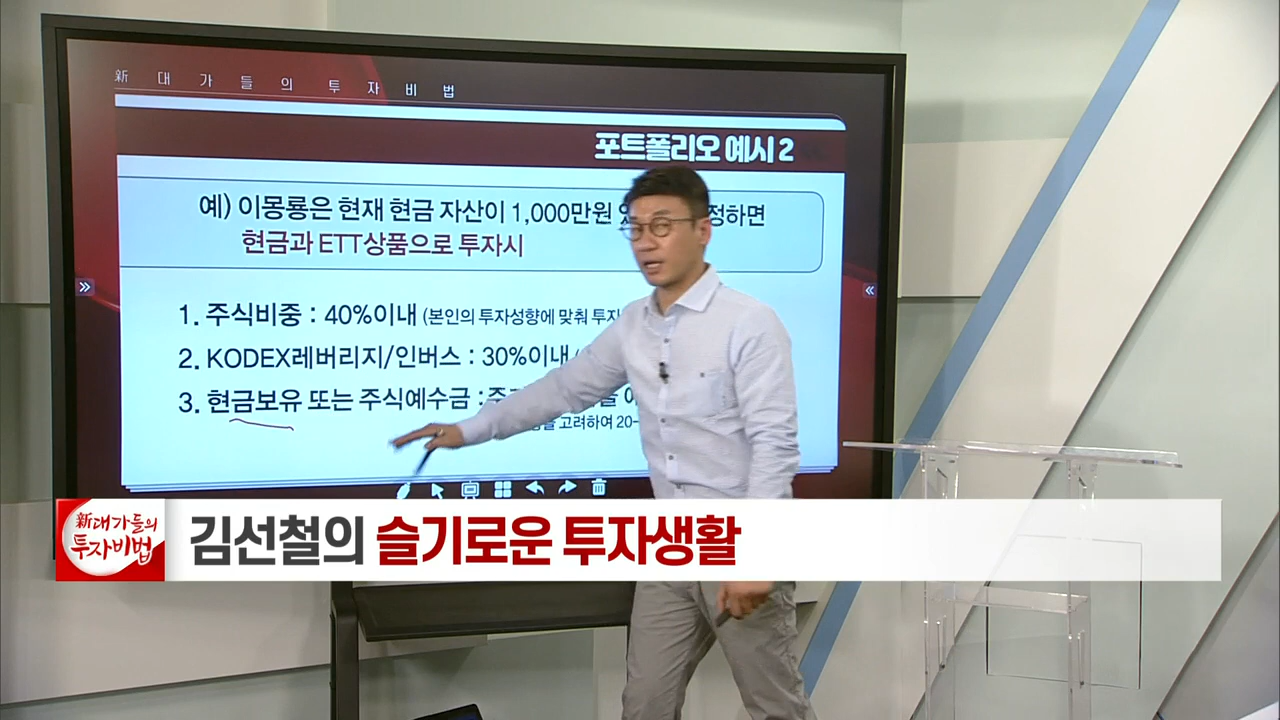 新 대 가 들 의 투 자 비 법
포트폴리오 예시 2
예) 이몽룡은 현재 현금 자산이 1,000만원 정하면
현금과 ETT상품으로 투자시
1. 주식비중 : 40%이내 (본인의 투자성향에 맞춰 투자
2. KODEX레버리지/인버스 : 30%이내
3. 현금보유 또는 주식예수금 :
고려하여 20-
新대가들의
투자비법
김선철의 슬기로운 투자생활